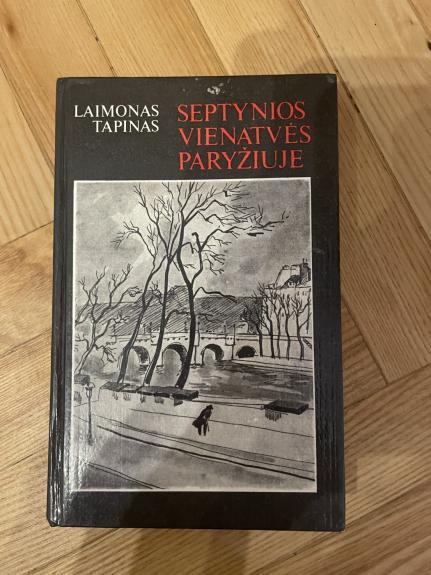 LAIMONAS
TAPINAS
SEPTYNIOS
VIENATVĖS
PARYŽIUJE